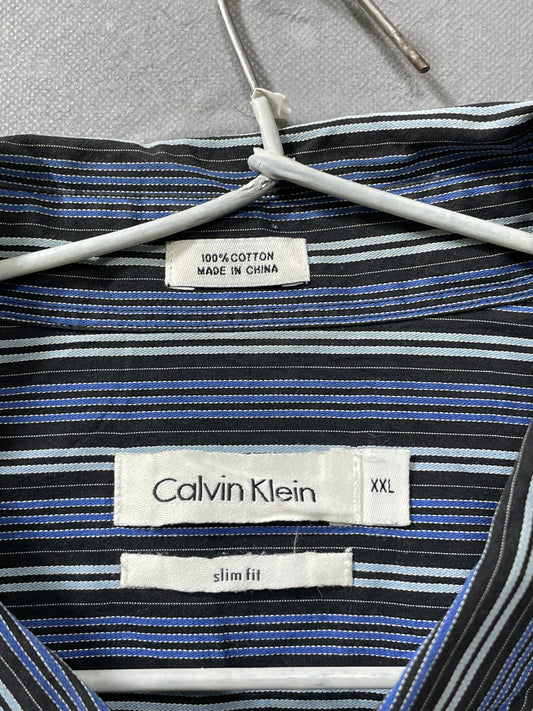 100% COTTON
MADE IN CHINA
Calvin Klein XXL
slim fit